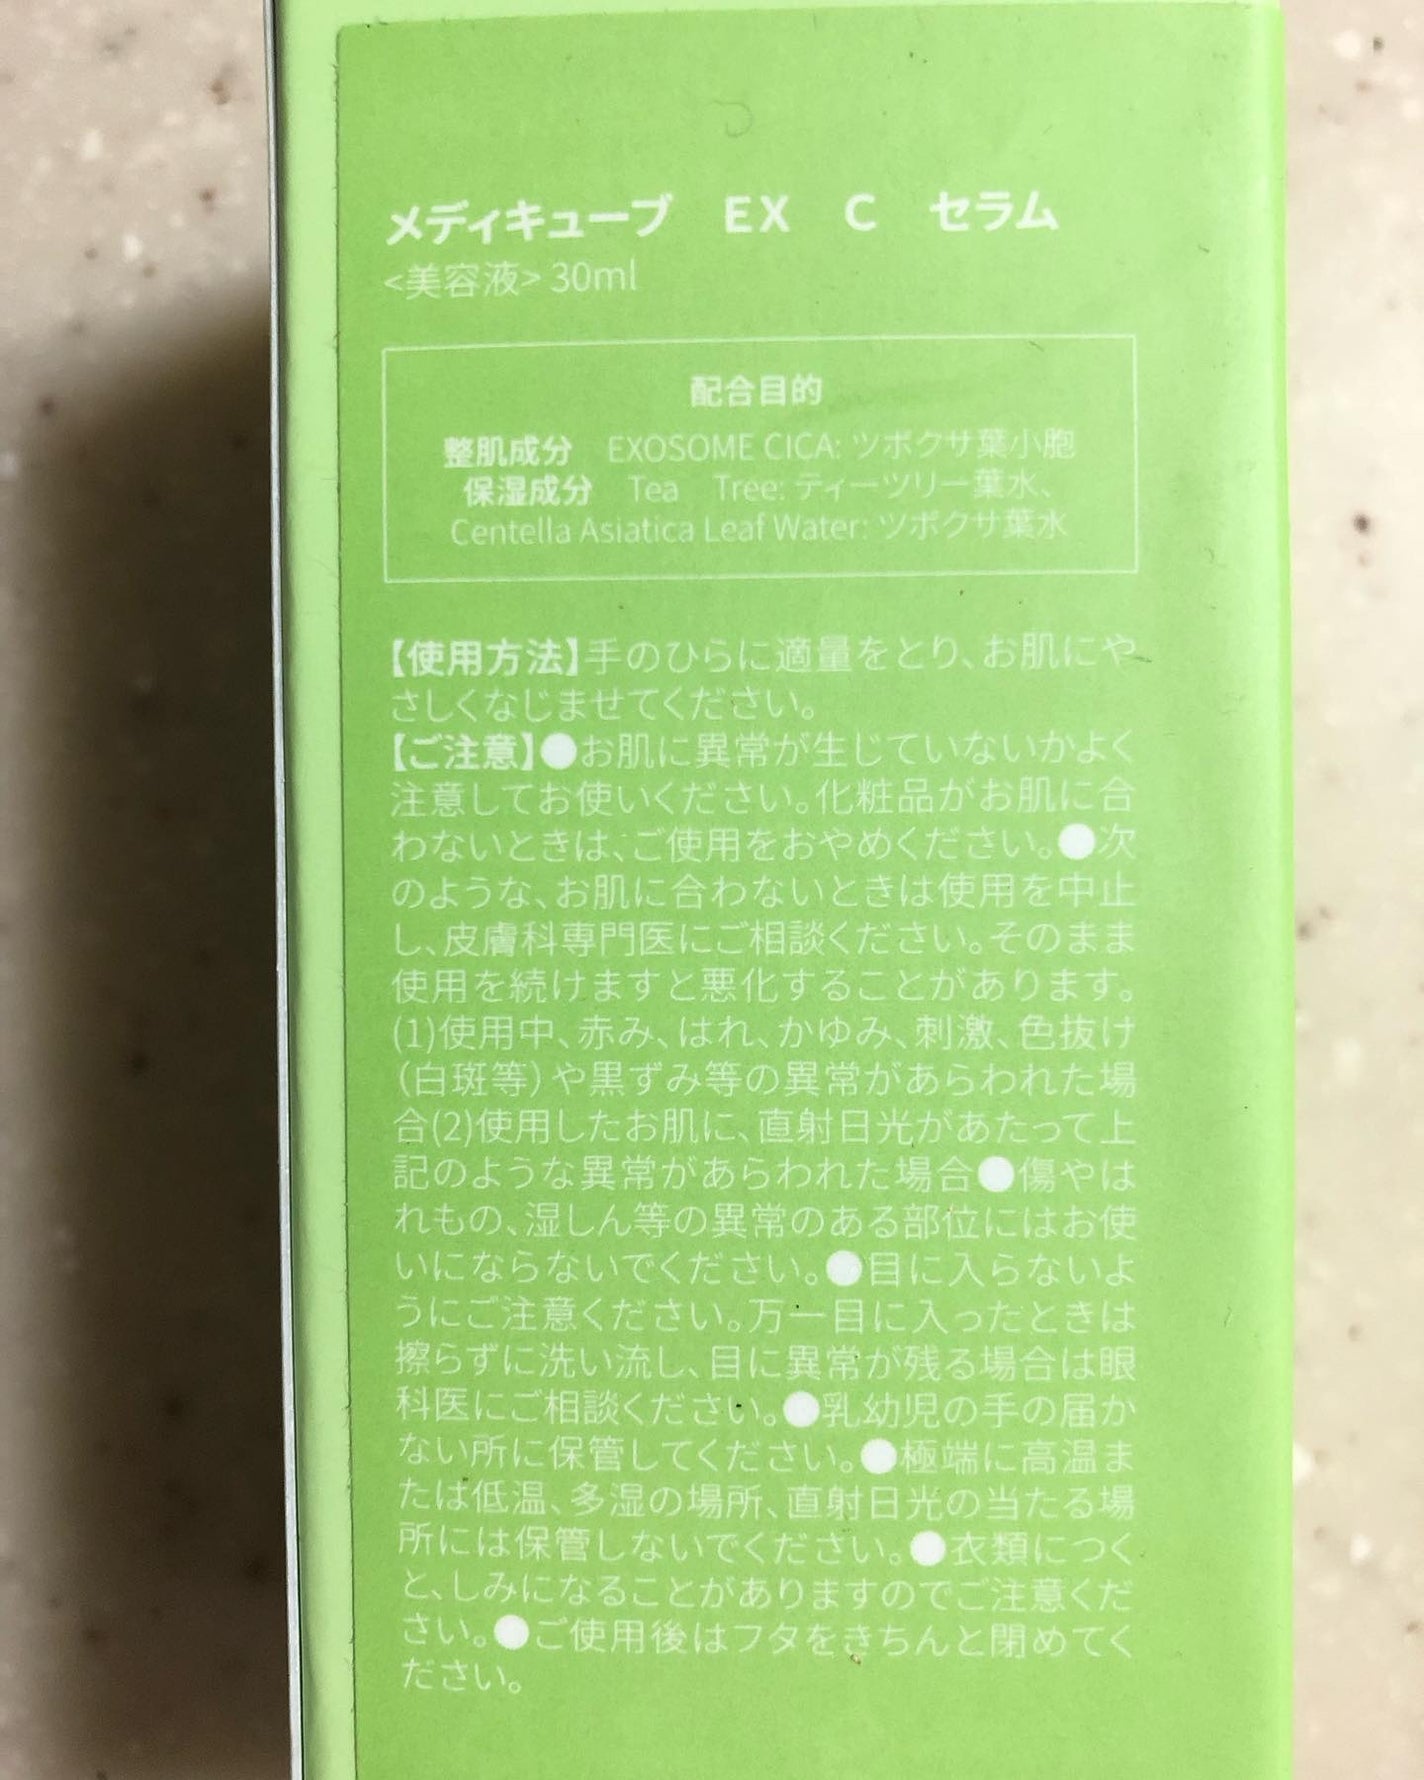 メディキューブ　EX　C　セラム
<美容液> 30ml
配合目的
整肌成分　EXOSOME CICA: ツボクサ葉小胞
保湿成分　Tea　Tree: ティーツリー葉水、
Centella Asiatica Leaf Water: ツボクサ葉水
【使用方法】手のひらに適量をとり、お肌にや
さしくなじませてください。
【ご注意】●お肌に異常が生じていないかよく
注意してお使いください。化粧品がお肌に合
わないときは、ご使用をおやめください。●次
のような、お肌に合わないときは使用を中止
し、皮膚科専門医にご相談ください。そのまま
使用を続けますと悪化することがあります。
(1)使用中、赤み、はれ、かゆみ、刺激、色抜け
(白斑等)や黒ずみ等の異常があらわれた場
合(2)使用したお肌に、直射日光があたって上
記のような異常があらわれた場合●傷やは
れもの、湿しん等の異常のある部位にはお使
いにならないでください。●目に入らないよ
うにご注意ください。万一目に入ったときは
擦らずに洗い流し、目に異常が残る場合は眼
科医にご相談ください。●乳幼児の手の届か
ない所に保管してください。●極端に高温ま
たは低温、多湿の場所、直射日光の当たる場
所には保管しないでください。●衣類につく
と、しみになることがありますのでご注意くだ
さい。●ご使用後はフタをきちんと閉めてく
ださい。